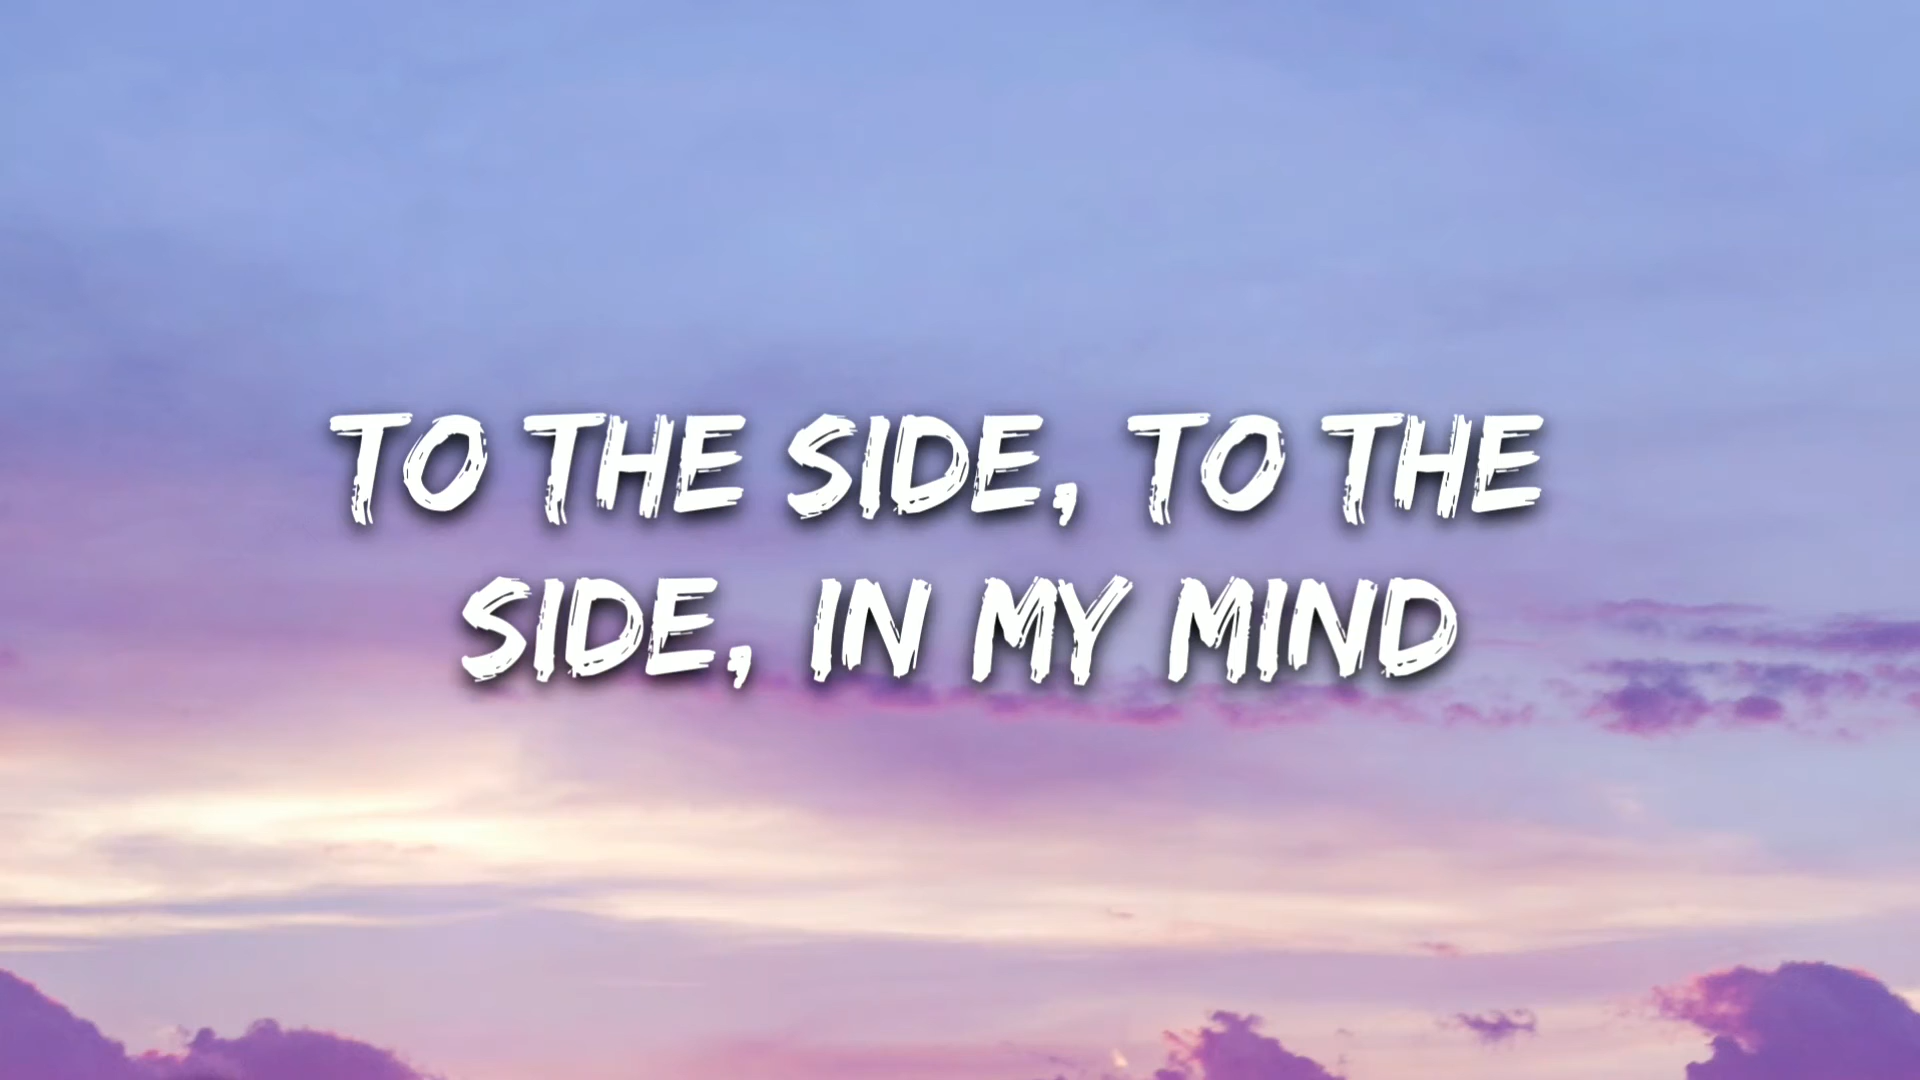 TO THE SIDE, TO THE
SIDE, IN MY MIND